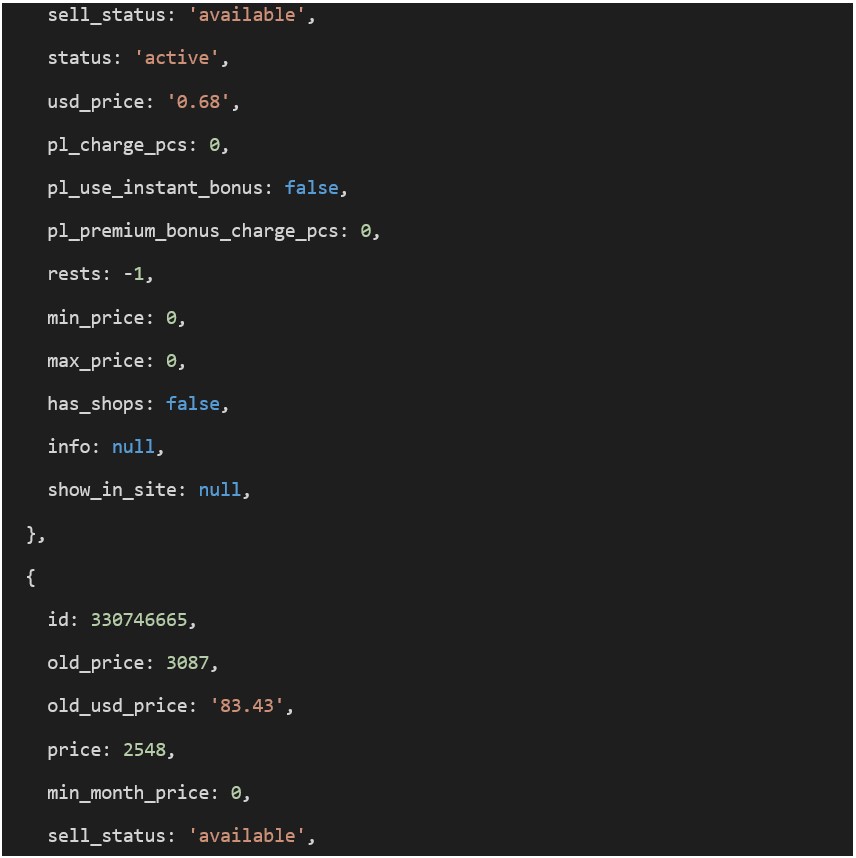 sell_status: 'available',
status: 'active',
usd_price: '0.68',
pl_charge_pcs: 0,
pl_use_instant_bonus: false,
pl_premium_bonus_charge_pcs: 0,
rests: -1,
min_price: 0,
max_price: 0,
has_shops: false,
info: null,
show_in_site: null,
},
{
id: 330746665,
old_price: 3087,
old_usd_price: '83.43',
price: 2548,
min_month_price: 0,
sell_status: 'available',